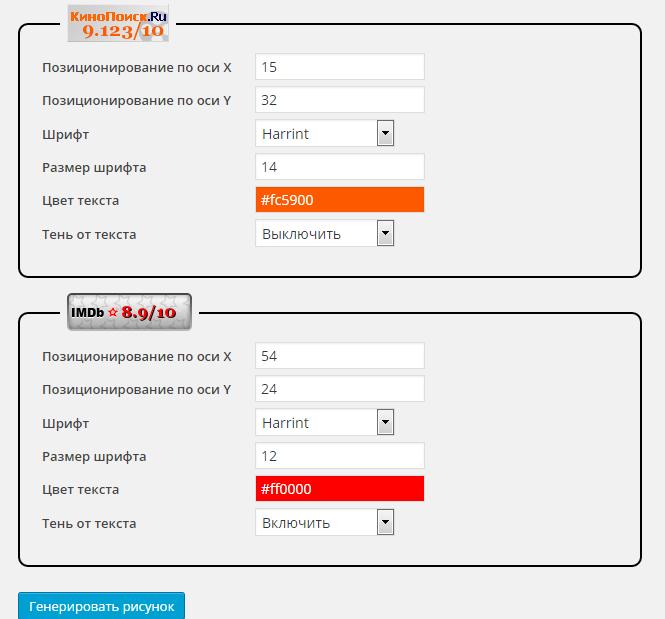 КиноПоиск.Ru
9.123/10
Позиционирование по оси X 15
Позиционирование по оси Y 32
Шрифт Harrint
Размер шрифта 14
Цвет текста #fc5900
Тень от текста Выключить
IMDb 8.9/10
Позиционирование по оси X 54
Позиционирование по оси Y 24
Шрифт Harrint
Размер шрифта 12
Цвет текста #ff0000
Тень от текста Включить
Генерировать рисунок